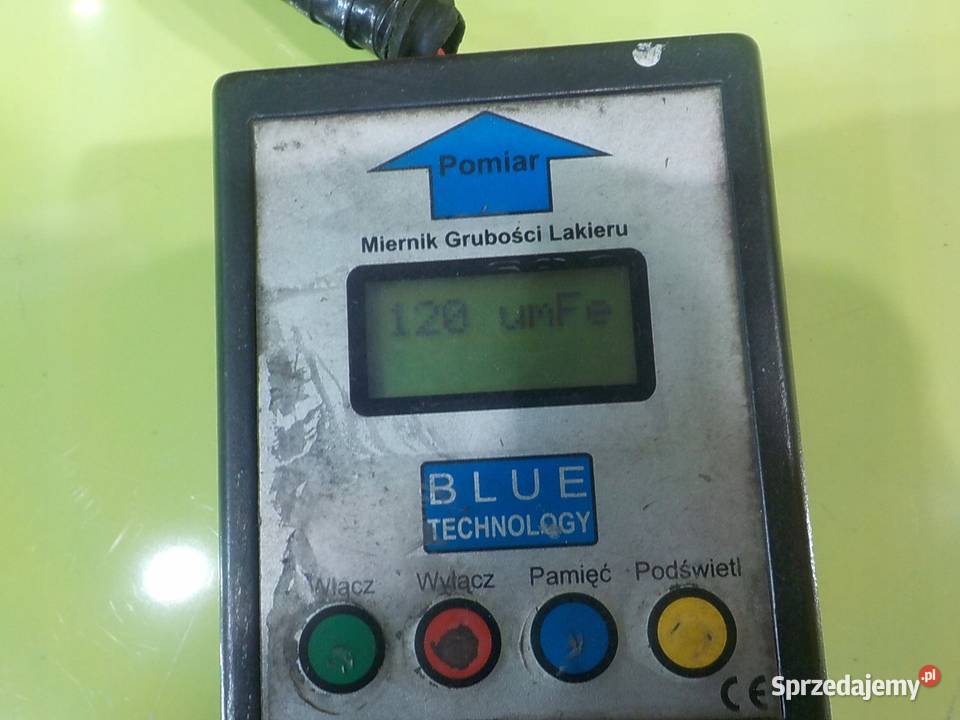 Pomiar
Miernik Grubości Lakieru
120 umFe
BLUE
TECHNOLOGY
Włącz Wyłącz Pamięć Podświetl
CE
Sprzedajemy.pl